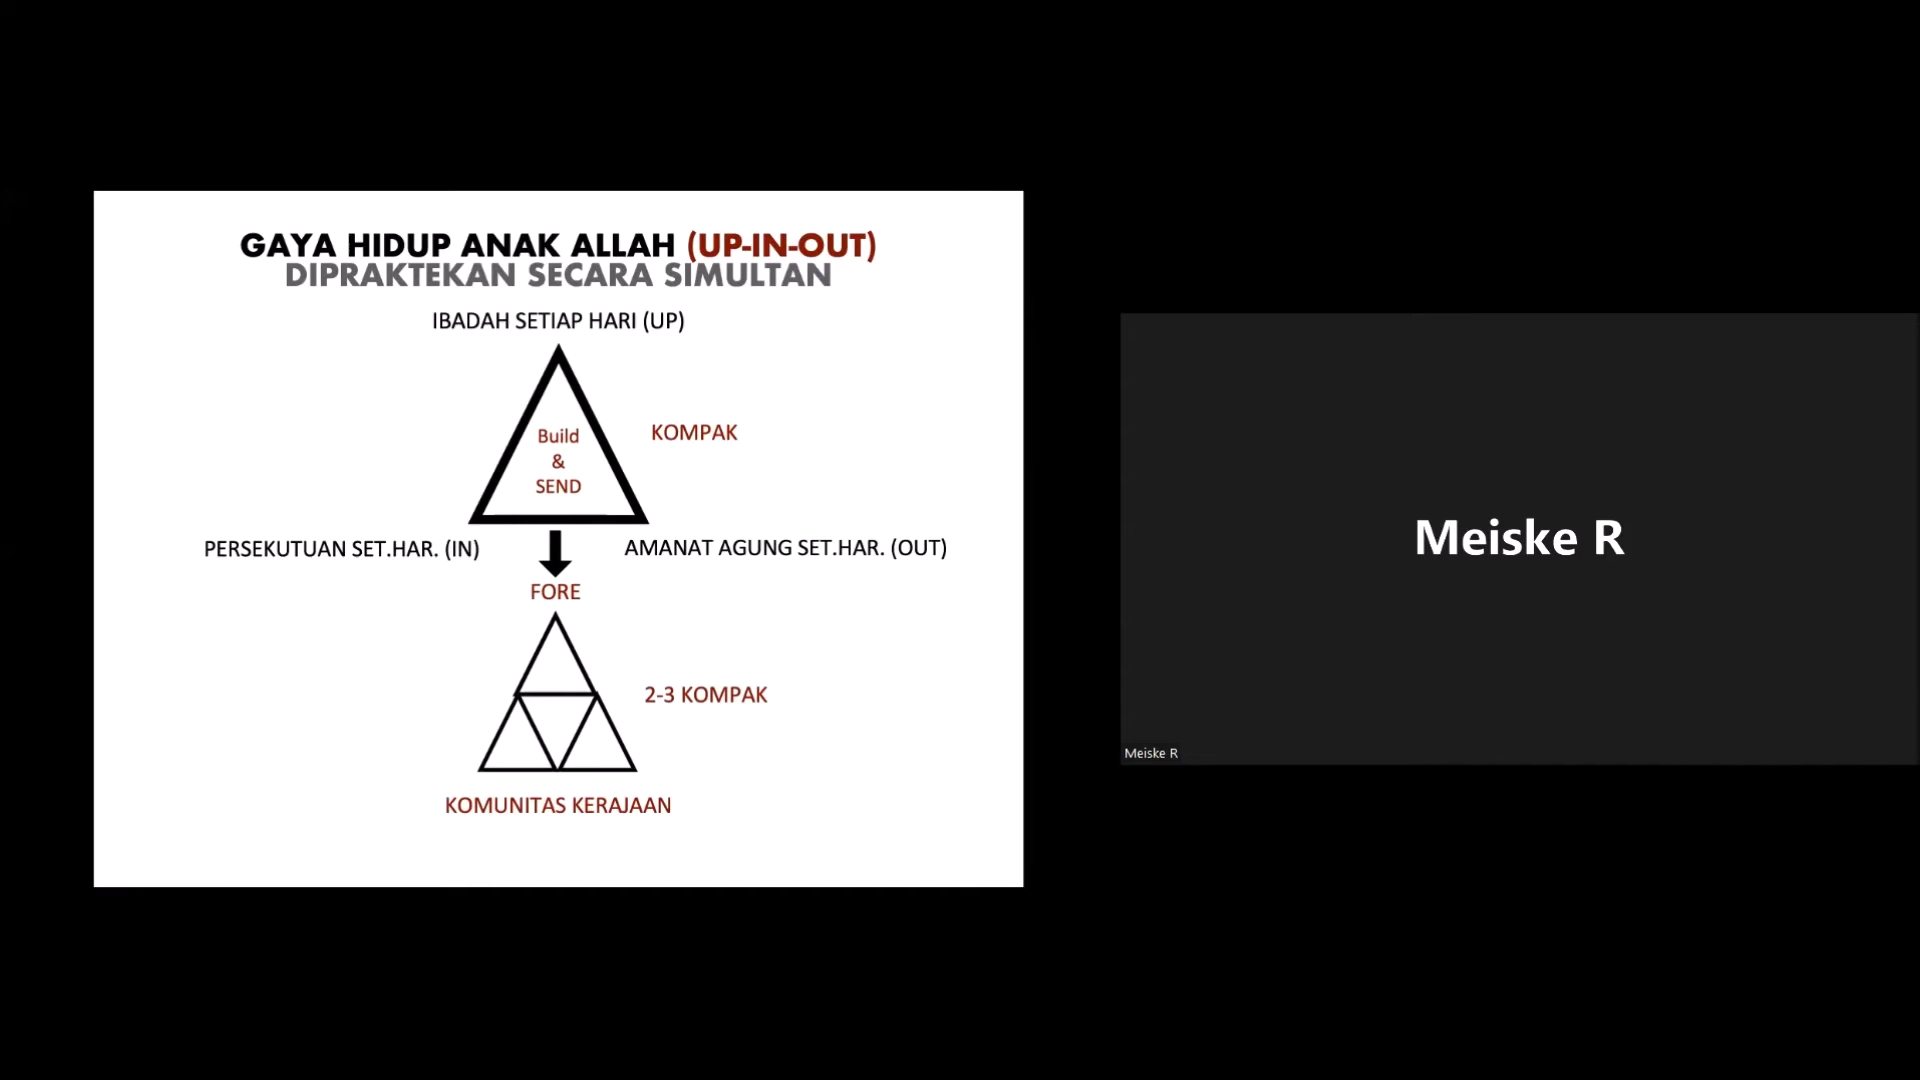 GAYA HIDUP ANAK ALLAH (UP-IN-OUT)
DIPRAKTEKAN SECARA SIMULTAN
IBADAH SETIAP HARI (UP)
Build
&
SEND
KOMPAK
PERSEKUTUAN SET.HAR. (IN)
AMANAT AGUNG SET.HAR. (OUT)
FORE
2-3 KOMPAK
KOMUNITAS KERAJAAN
Meiske R
Meiske R